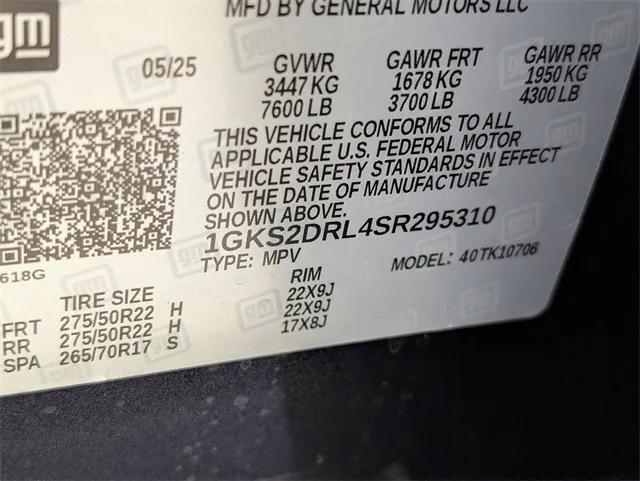 gm
MFD BY GENERAL MOTORS LLC
05/25
GVWR
3447 KG
7600 LB
GAWR FRT
1678 KG
3700 LB
GAWR RR
1950 KG
4300 LB
THIS VEHICLE CONFORMS TO ALL
APPLICABLE U.S. FEDERAL MOTOR
VEHICLE SAFETY STANDARDS IN EFFECT
ON THE DATE OF MANUFACTURE
SHOWN ABOVE.
1GKS2DRL4SR295310
TYPE: MPV
MODEL: 40TK10706
618G
TIRE SIZE RIM
FRT 275/50R22 H 22X9J
RR 275/50R22 H 22X9J
SPA 265/70R17 S 17X8J